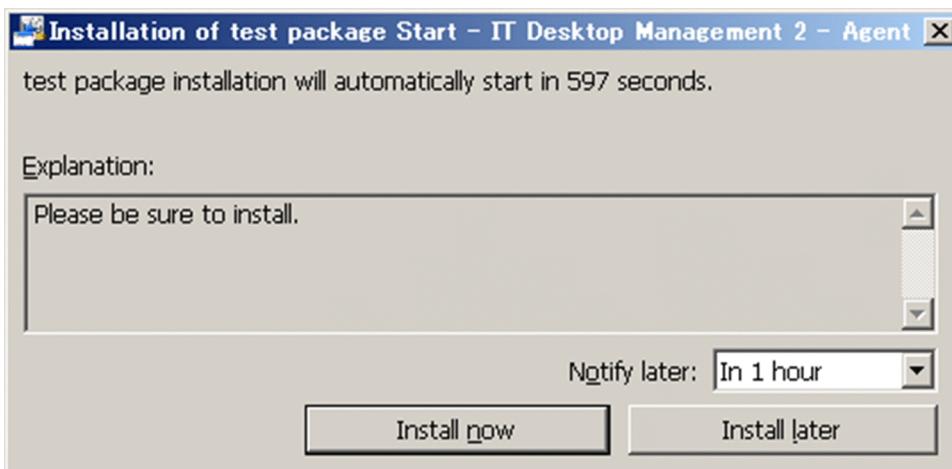 Installation of test package Start - IT Desktop Management 2 - Agent
test package installation will automatically start in 597 seconds.
Explanation:
Please be sure to install.
Notify later: In 1 hour
Install now Install later